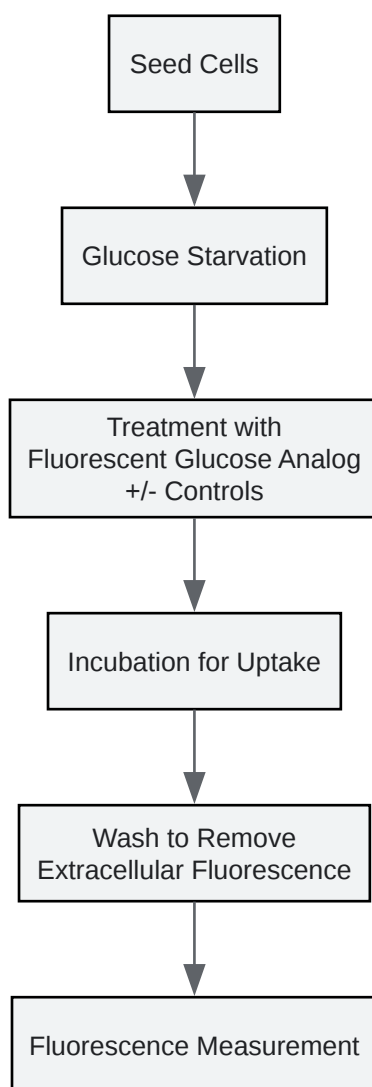 Seed Cells
Glucose Starvation
Treatment with
Fluorescent Glucose Analog
+/- Controls
Incubation for Uptake
Wash to Remove
Extracellular Fluorescence
Fluorescence Measurement